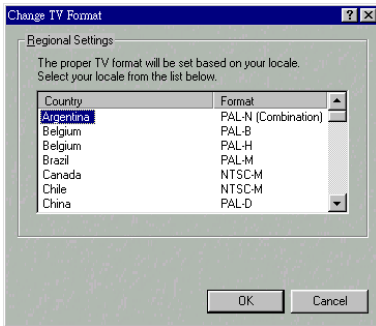 Change TV Format
Regional Settings
The proper TV format will be set based on your locale.
Select your locale from the list below.
Country Format
Argentina PAL-N (Combination)
Belgium PAL-B
Belgium PAL-H
Brazil PAL-M
Canada NTSC-M
Chile NTSC-M
China PAL-D
OK Cancel